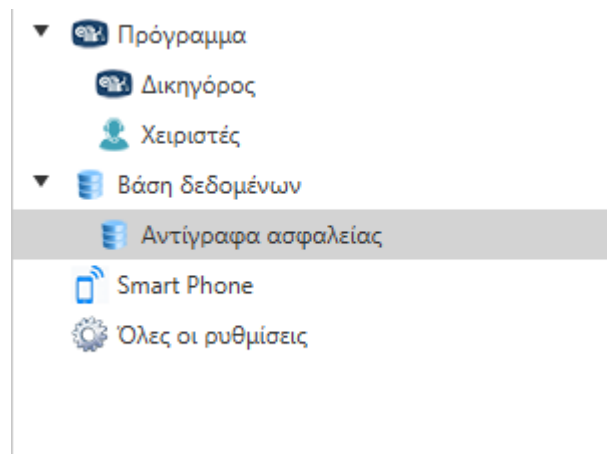 Πρόγραμμα
Δικηγόρος
Χειριστές
Βάση δεδομένων
Αντίγραφα ασφαλείας
Smart Phone
Όλες οι ρυθμίσεις